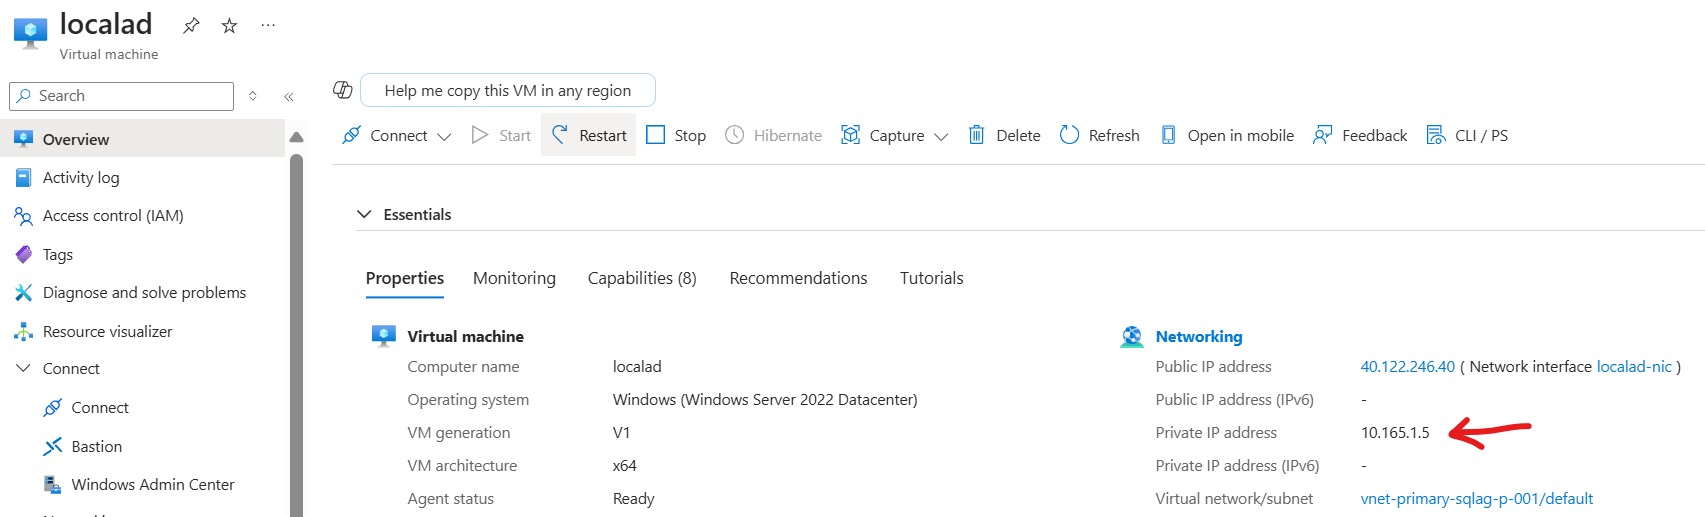 localad
Virtual machine
Search
Overview
Activity log
Access control (IAM)
Tags
Diagnose and solve problems
Resource visualizer
Connect
Connect
Bastion
Windows Admin Center
Help me copy this VM in any region
Connect Start Restart Stop Hibernate Capture Delete Refresh Open in mobile Feedback CLI / PS
Essentials
Properties Monitoring Capabilities (8) Recommendations Tutorials
Virtual machine
Computer name localad
Operating system Windows (Windows Server 2022 Datacenter)
VM generation V1
VM architecture x64
Agent status Ready
Networking
Public IP address 40.122.246.40 ( Network interface localad-nic )
Public IP address (IPv6) -
Private IP address 10.165.1.5
Private IP address (IPv6) -
Virtual network/subnet vnet-primary-sqlag-p-001/default